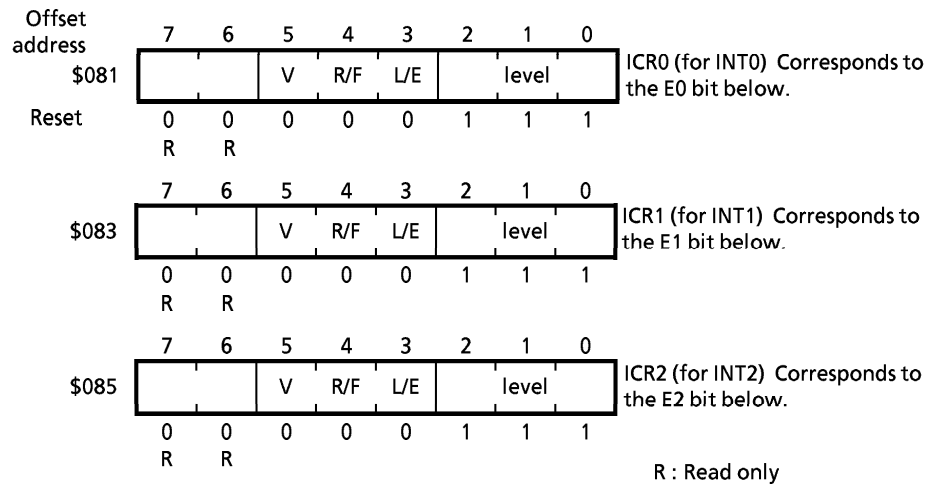 Offset
address
7 6 5 4 3 2 1 0
$081 V R/F L/E level ICR0 (for INT0) Corresponds to
the E0 bit below.
Reset 0 0 0 0 0 1 1 1
R R
7 6 5 4 3 2 1 0
$083 V R/F L/E level ICR1 (for INT1) Corresponds to
the E1 bit below.
0 0 0 0 0 1 1 1
R R
7 6 5 4 3 2 1 0
$085 V R/F L/E level ICR2 (for INT2) Corresponds to
the E2 bit below.
0 0 0 0 0 1 1 1
R R
R : Read only